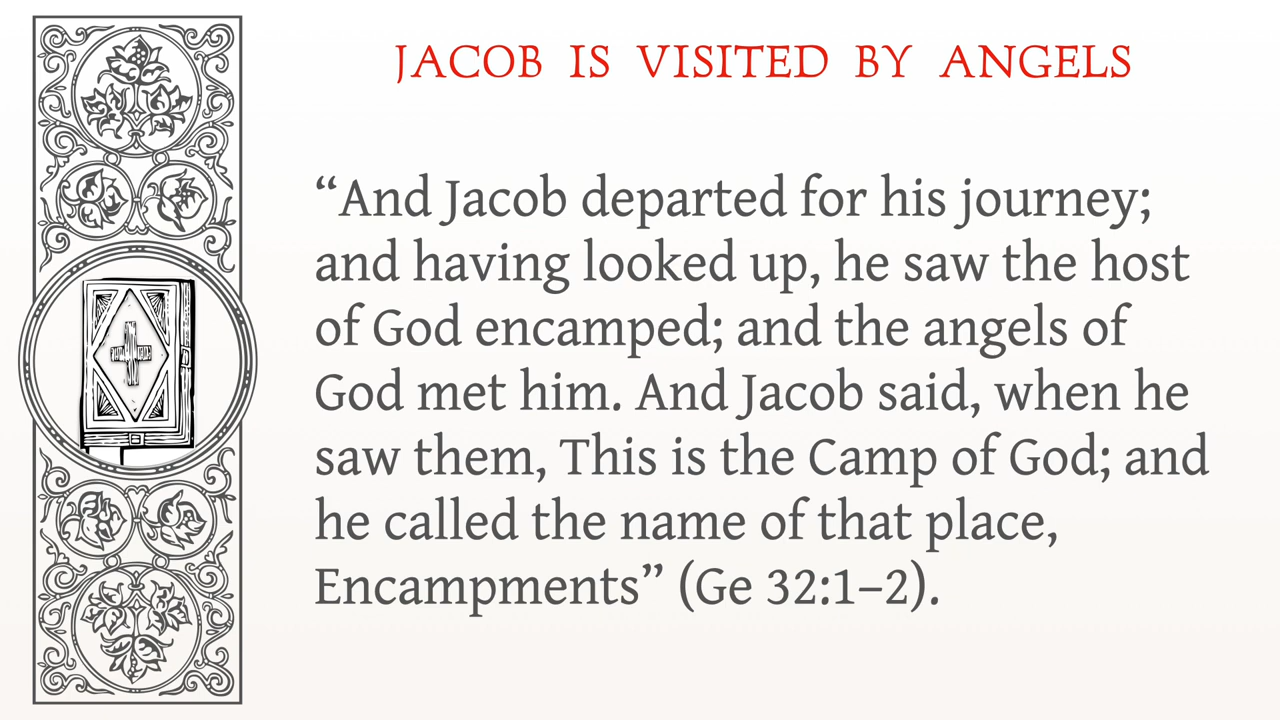 JACOB IS VISITED BY ANGELS
“And Jacob departed for his journey;
and having looked up, he saw the host
of God encamped; and the angels of
God met him. And Jacob said, when he
saw them, This is the Camp of God; and
he called the name of that place,
Encampments” (Ge 32:1–2).